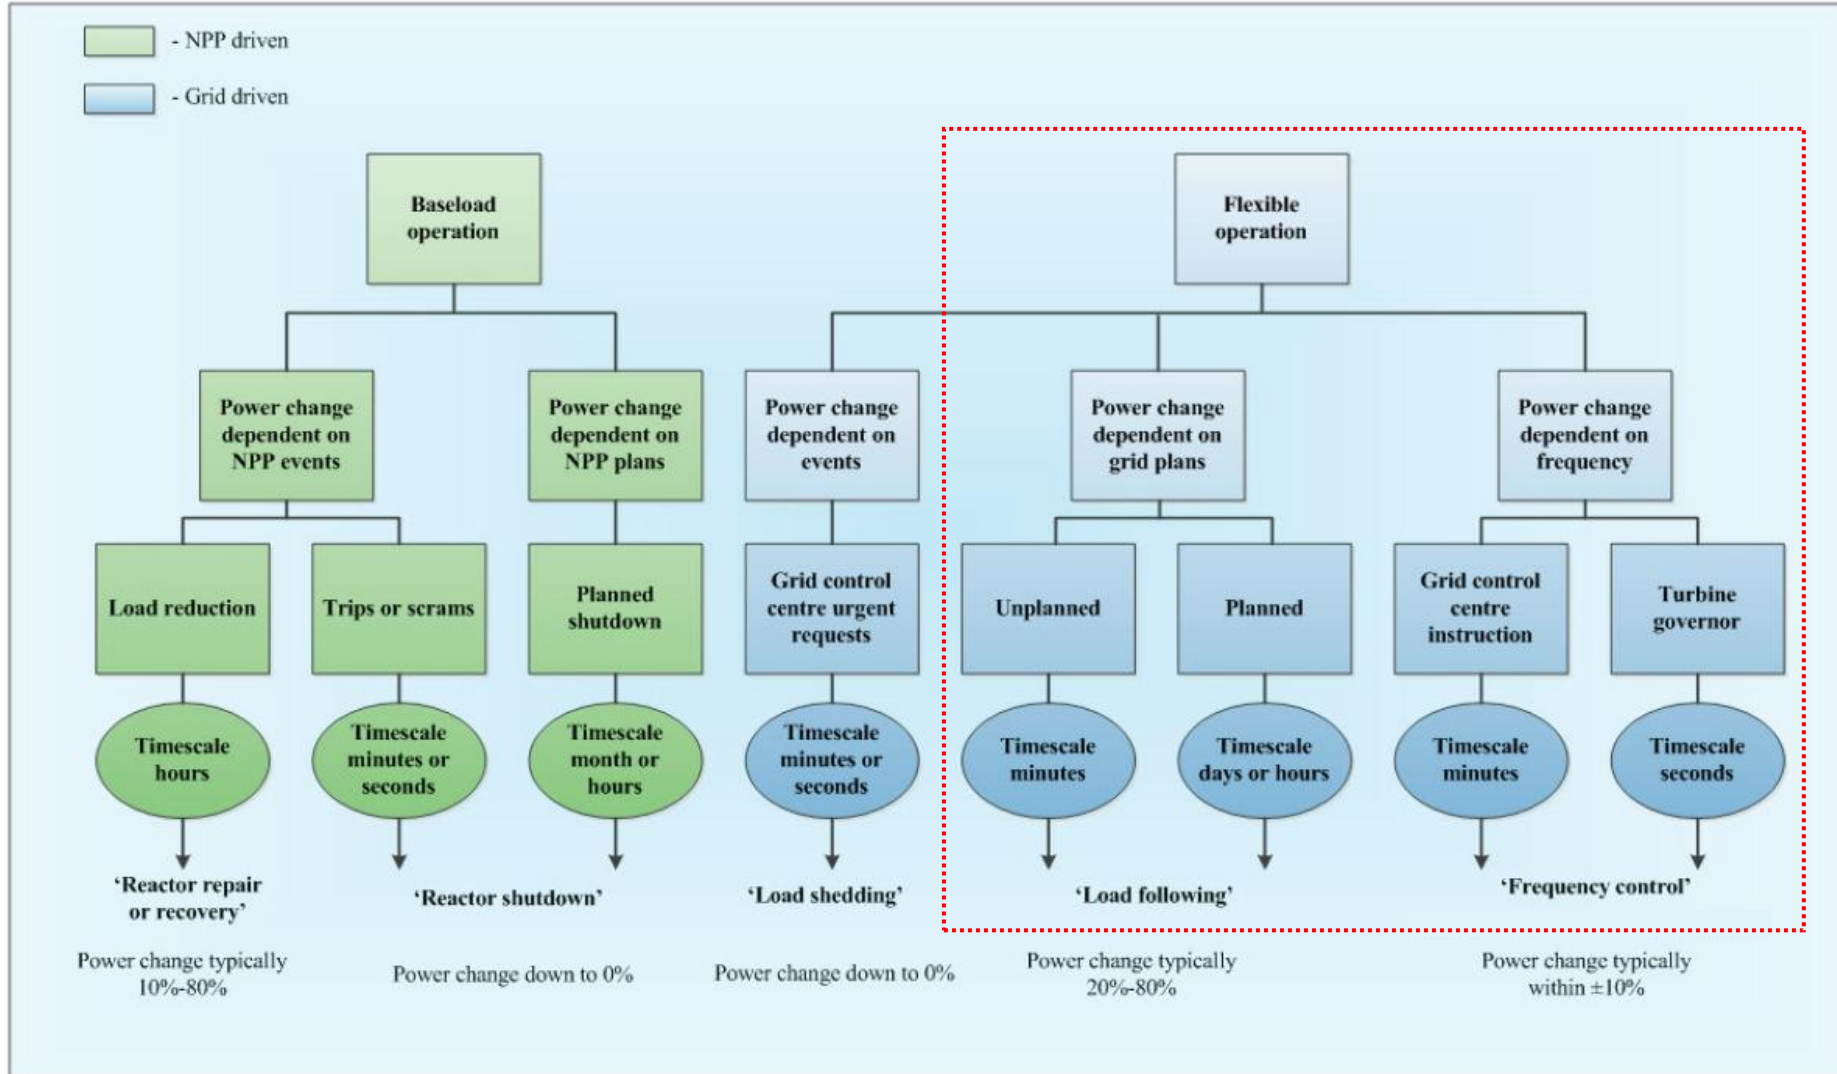 - NPP driven
- Grid driven
Baseload
operation
Flexible
operation
Power change
dependent on
NPP events
Power change
dependent on
NPP plans
Power change
dependent on
events
Power change
dependent on
grid plans
Power change
dependent on
frequency
Load reduction
Trips or scrams
Planned
shutdown
Grid control
centre urgent
requests
Unplanned
Planned
Grid control
centre
instruction
Turbine
governor
Timescale
hours
Timescale
minutes or
seconds
Timescale
month or
hours
Timescale
minutes or
seconds
Timescale
minutes
Timescale
days or hours
Timescale
minutes
Timescale
seconds
‘Reactor repair
or recovery’
‘Reactor shutdown’
‘Load shedding’
‘Load following’
‘Frequency control’
Power change typically
10%-80%
Power change down to 0%
Power change down to 0%
Power change typically
20%-80%
Power change typically
within ±10%